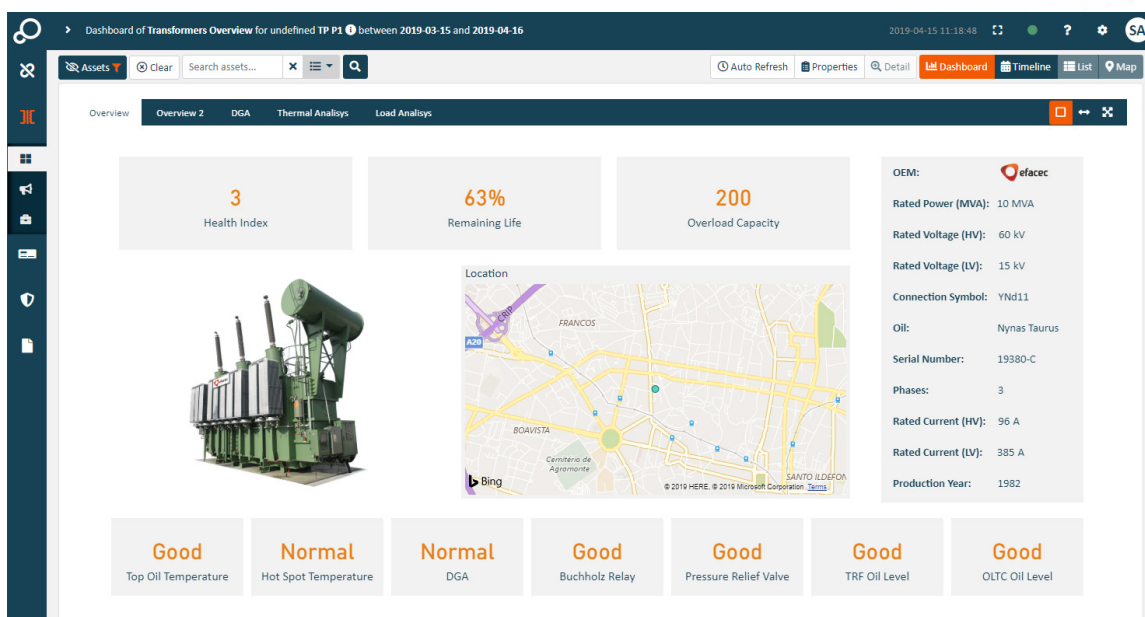 Dashboard of Transformers Overview for undefined TP P1 between 2019-03-15 and 2019-04-16
2019-04-15 11:18:48
?
SA
Assets
Clear
Search assets...
Auto Refresh
Properties
Detail
Dashboard
Timeline
List
Map
Overview
Overview 2
DGA
Thermal Analisys
Load Analisys
3
Health Index
63%
Remaining Life
200
Overload Capacity
OEM: efacec
Rated Power (MVA): 10 MVA
Rated Voltage (HV): 60 kV
Rated Voltage (LV): 15 kV
Connection Symbol: YNd11
Oil: Nynas Taurus
Serial Number: 19380-C
Phases: 3
Rated Current (HV): 96 A
Rated Current (LV): 385 A
Production Year: 1982
Location
CRIP
FRANCOS
A20
BOAVISTA
Cemitério de
Agramonte
SANTO ILDEFON
Bing
© 2019 HERE, © 2019 Microsoft Corporation Terms
Good
Top Oil Temperature
Normal
Hot Spot Temperature
Normal
DGA
Good
Buchholz Relay
Good
Pressure Relief Valve
Good
TRF Oil Level
Good
OLTC Oil Level